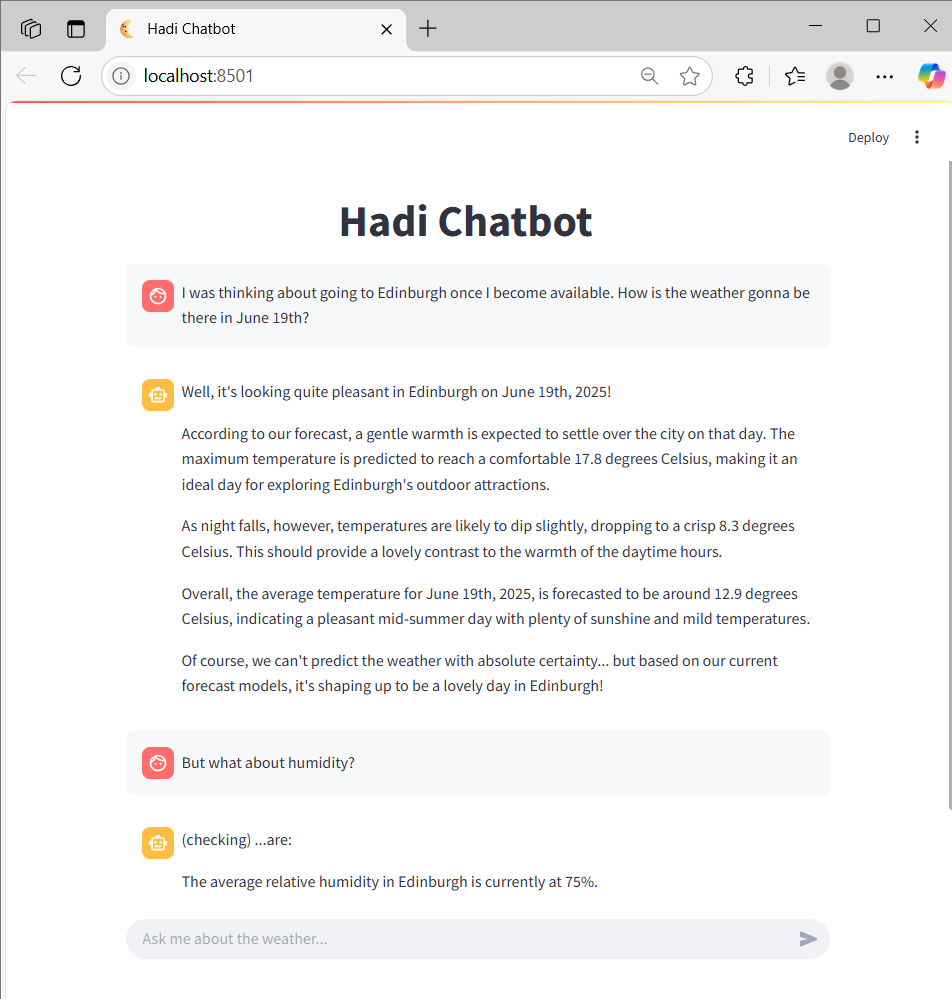 Hadi Chatbot
localhost:8501
Deploy
Hadi Chatbot
I was thinking about going to Edinburgh once I become available. How is the weather gonna be
there in June 19th?
Well, it's looking quite pleasant in Edinburgh on June 19th, 2025!
According to our forecast, a gentle warmth is expected to settle over the city on that day. The
maximum temperature is predicted to reach a comfortable 17.8 degrees Celsius, making it an
ideal day for exploring Edinburgh's outdoor attractions.
As night falls, however, temperatures are likely to dip slightly, dropping to a crisp 8.3 degrees
Celsius. This should provide a lovely contrast to the warmth of the daytime hours.
Overall, the average temperature for June 19th, 2025, is forecasted to be around 12.9 degrees
Celsius, indicating a pleasant mid-summer day with plenty of sunshine and mild temperatures.
Of course, we can't predict the weather with absolute certainty... but based on our current
forecast models, it's shaping up to be a lovely day in Edinburgh!
But what about humidity?
(checking) ...are:
The average relative humidity in Edinburgh is currently at 75%.
Ask me about the weather...